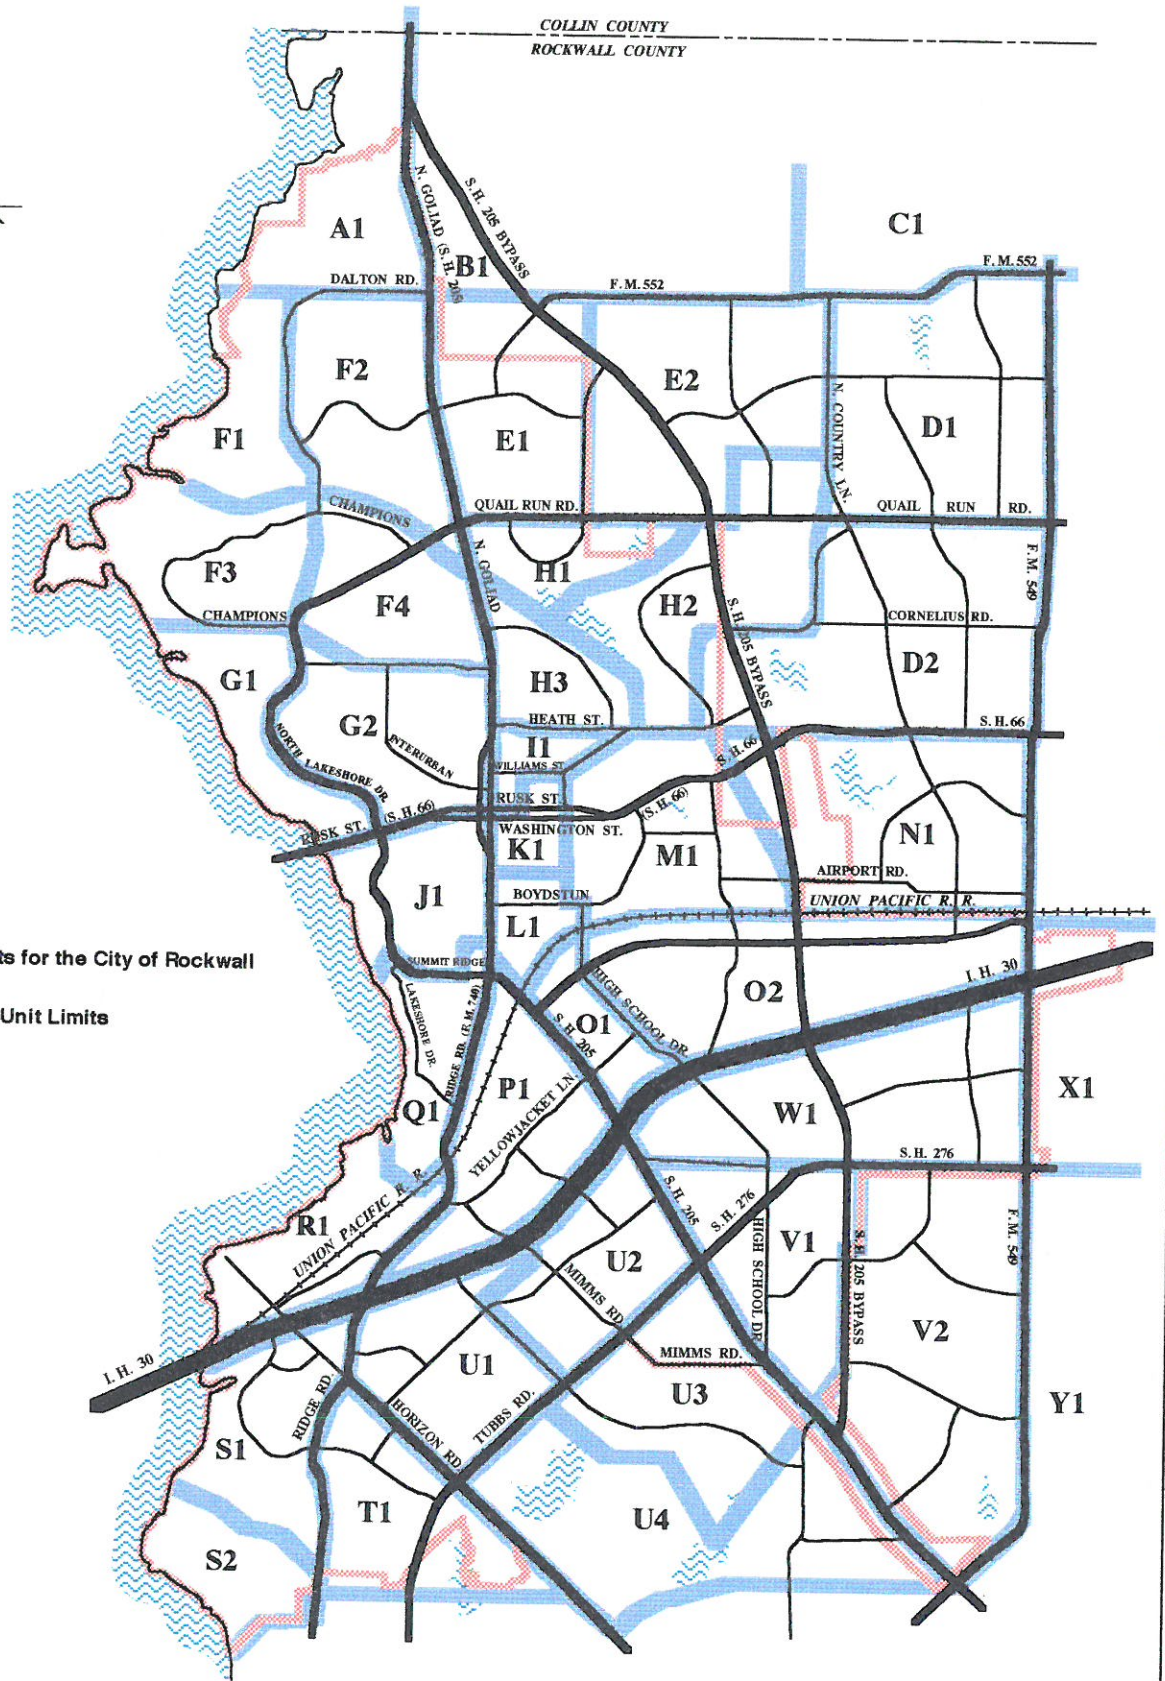 COLLIN COUNTY
ROCKWALL COUNTY
N. GOLIAD (S. H. 205)
S. H. 205 BYPASS
C1
A1
B1
F. M. 552
DALTON RD.
F. M. 552
F2
E2
N. COUNTRY LN.
D1
F1
E1
CHAMPIONS
QUAIL RUN RD.
QUAIL RUN RD.
N. GOLIAD
F. M. 549
F3
H1
F4
H2
S. H. 205 BYPASS
CHAMPIONS
CORNELIUS RD.
D2
G1
H3
G2
HEATH ST.
S. H. 66
INTERURBAN
I1
S. H. 66
NORTH LAKESHORE DR.
WILLIAMS ST
RUSK ST
(S. H. 66)
RUSK ST. (S. H. 66)
WASHINGTON ST.
N1
K1
M1
AIRPORT RD.
J1
BOYDSTUN
UNION PACIFIC R. R.
L1
ts for the City of Rockwall
SUMMIT RIDGE
I. H. 30
HIGH SCHOOL DR.
O2
Unit Limits
LAKESHORE DR.
RIDGE RD. (F. M. 740)
S. H. 205
O1
P1
X1
YELLOWJACKET LN.
Q1
W1
S. H. 276
S. H. 205
S. H. 276
R1
UNION PACIFIC R. R.
HIGH SCHOOL DR.
V1
S. H. 205 BYPASS
F. M. 549
U2
MIMMS RD.
V2
I. H. 30
MIMMS RD.
U1
U3
Y1
RIDGE RD.
HORIZON RD.
TUBBS RD.
S1
T1
U4
S2